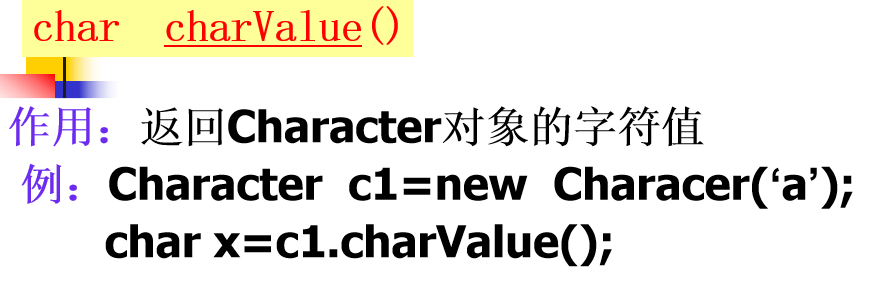 char charValue()
作用：返回Character对象的字符值
例：Character c1=new Characer(‘a’);
char x=c1.charValue();